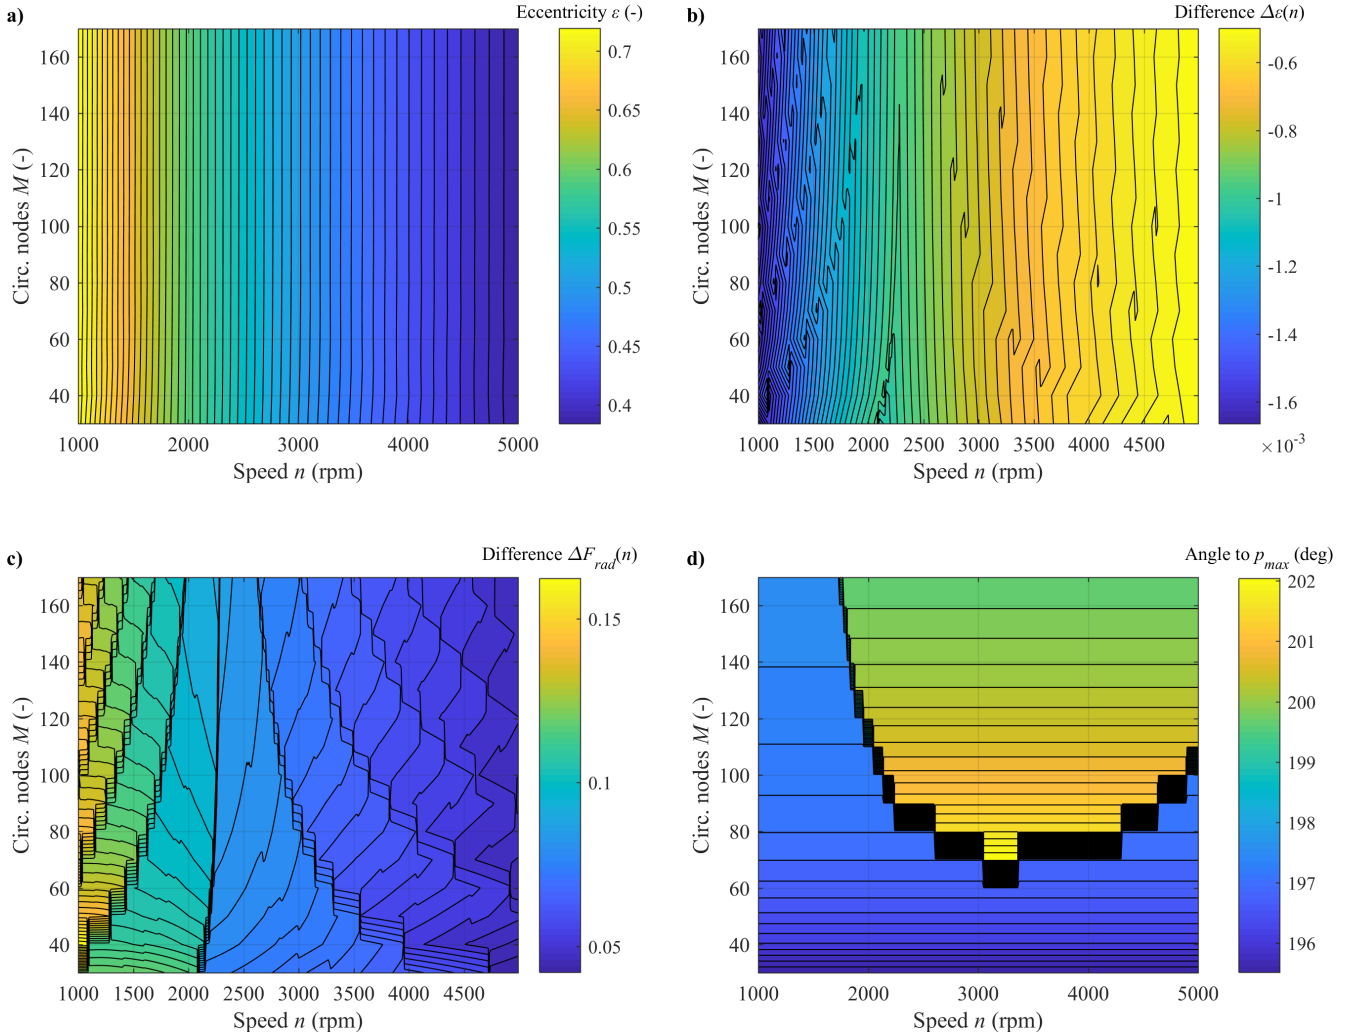 a)
Eccentricity ε (-)
160
140
120
100
80
60
40
Circ. nodes M (-)
1000 2000 3000 4000 5000
Speed n (rpm)
0.7
0.65
0.6
0.55
0.5
0.45
0.4
b)
Difference Δε(n)
160
140
120
100
80
60
40
Circ. nodes M (-)
1000 1500 2000 2500 3000 3500 4000 4500
Speed n (rpm)
-0.6
-0.8
-1
-1.2
-1.4
-1.6
×10-3
c)
Difference ΔFrad(n)
160
140
120
100
80
60
40
Circ. nodes M (-)
1000 1500 2000 2500 3000 3500 4000 4500
Speed n (rpm)
0.15
0.1
0.05
d)
Angle to pmax (deg)
160
140
120
100
80
60
40
Circ. nodes M (-)
1000 2000 3000 4000 5000
Speed n (rpm)
202
201
200
199
198
197
196